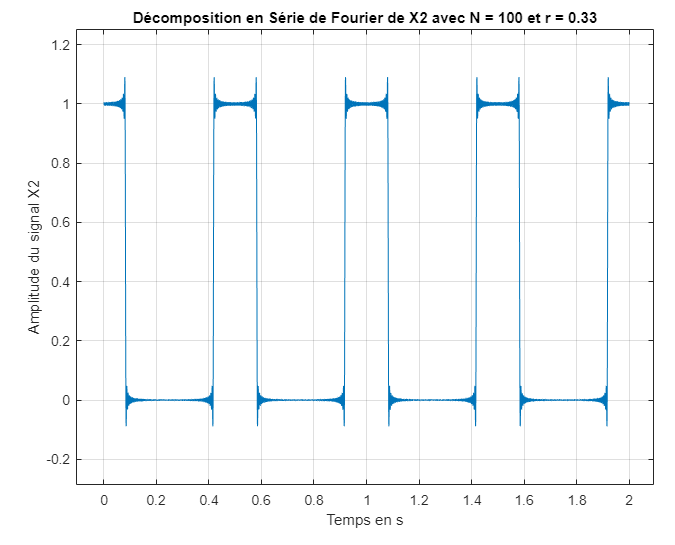 Décomposition en Série de Fourier de X2 avec N = 100 et r = 0.33
1.2
1
0.8
0.6
0.4
0.2
0
-0.2
Amplitude du signal X2
0 0.2 0.4 0.6 0.8 1 1.2 1.4 1.6 1.8 2
Temps en s